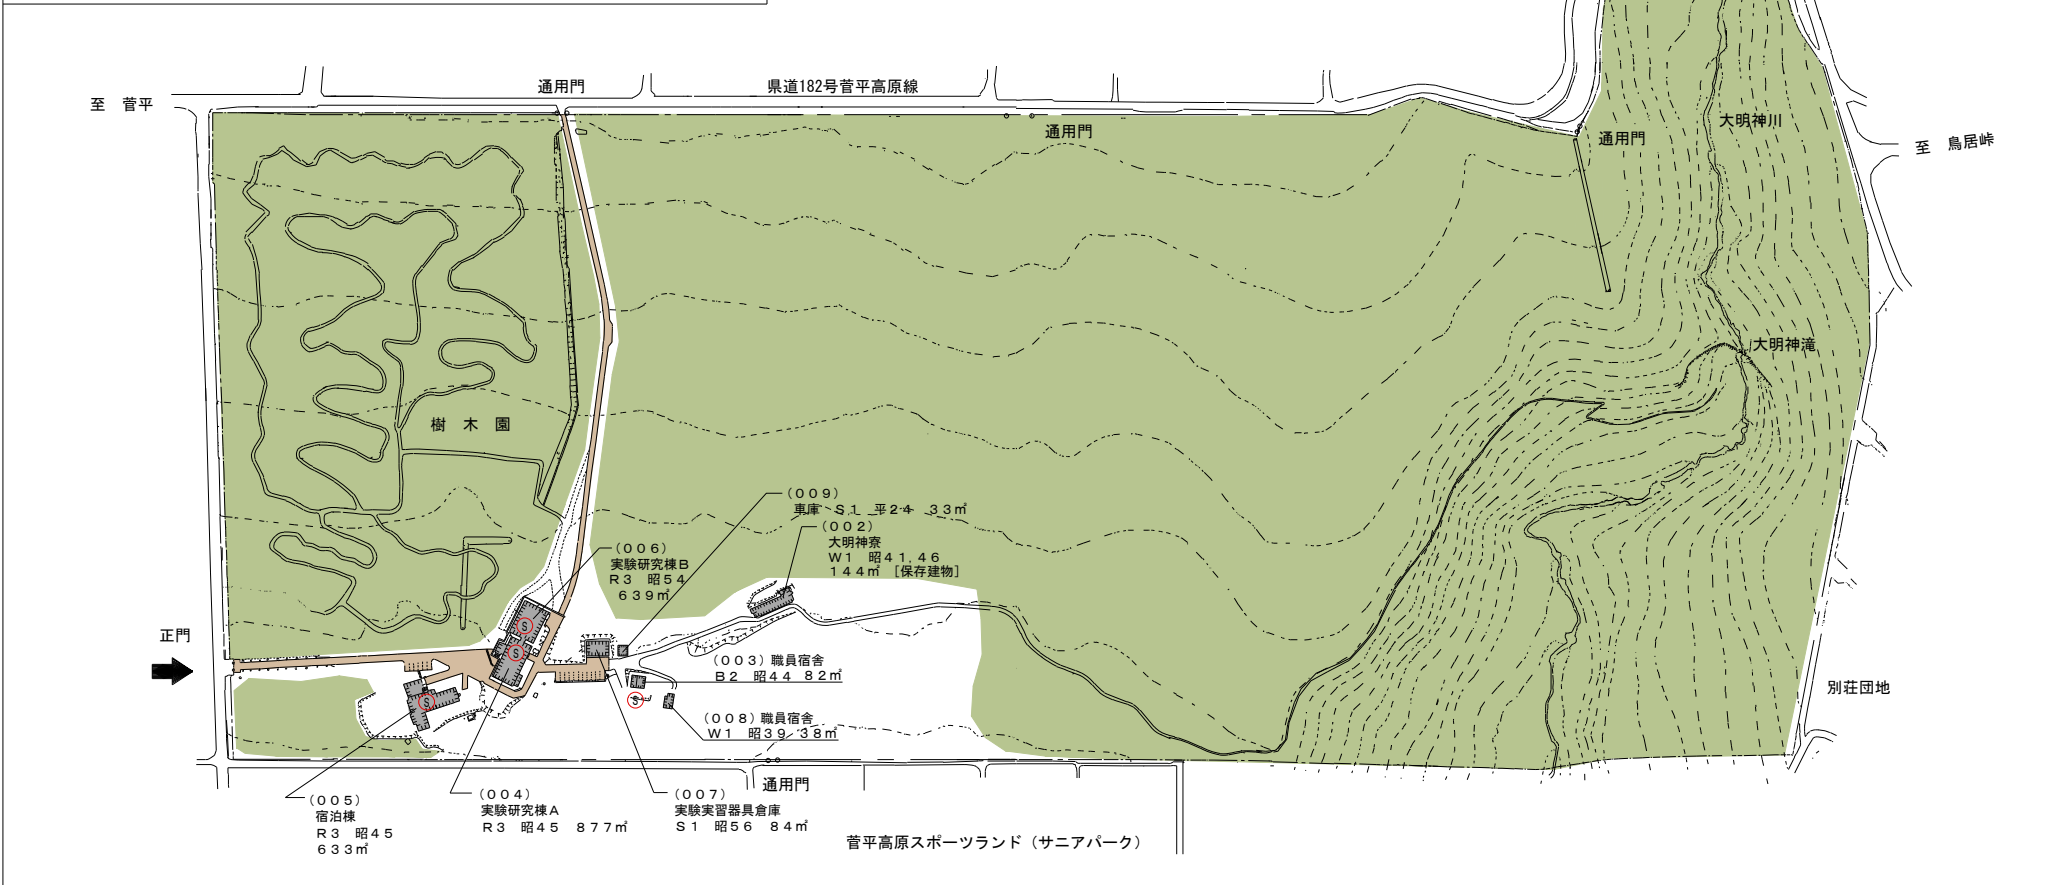 至　菅平
通用門
県道182号菅平高原線
通用門
通用門
大明神川
至　鳥居峠
大明神滝
樹　木　園
（００９）
車庫　Ｓ１　平２４　３３㎡
（００２）
大明神寮
Ｗ１　昭４１,４６
１４４㎡　［保存建物］
（００６）
実験研究棟Ｂ
Ｒ３　昭５４
６３９㎡
正門
Ｓ
Ｓ
Ｓ
Ｓ
（００３）職員宿舎
Ｂ２　昭４４　８２㎡
（００８）職員宿舎
Ｗ１　昭３９　３８㎡
別荘団地
通用門
（００５）
宿泊棟
Ｒ３　昭４５
６３３㎡
（００４）
実験研究棟Ａ
Ｒ３　昭４５　８７７㎡
（００７）
実験実習器具倉庫
Ｓ１　昭５６　８４㎡
菅平高原スポーツランド（サニアパーク）